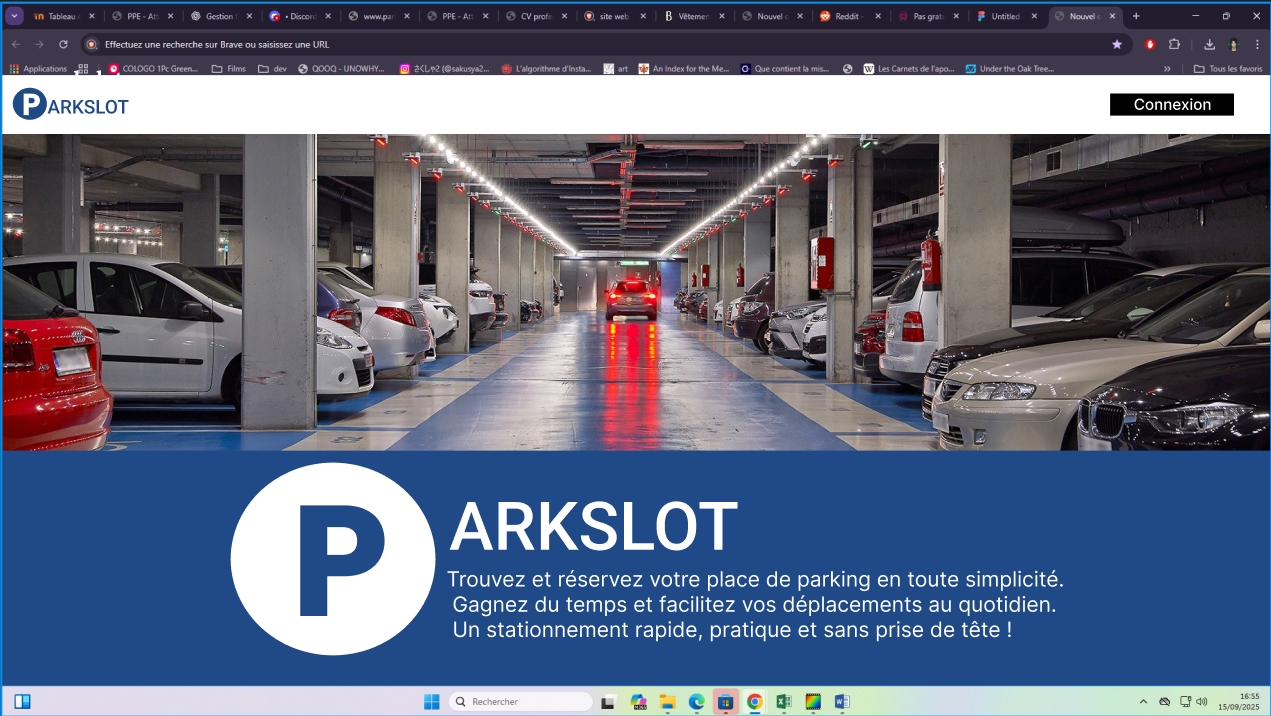 Tableau
PPE - Att
Gestion
• Discord
www.par
PPE - Att
CV profe
site web
Vêtemen
Nouvel o
Reddit -
Pas grat
Untitled
Nouvel o
Effectuez une recherche sur Brave ou saisissez une URL
Applications
COLOGO 1Pc Green...
Films
dev
QOOQ - UNOWHY...
さくしゃ2 (@sakusya2...
L'algorithme d'Insta...
art
An Index for the Me...
Que contient la mis...
Les Carnets de l'apo...
Under the Oak Tree...
»
Tous les favoris
PARKSLOT
Connexion
PARKSLOT
Trouvez et réservez votre place de parking en toute simplicité.
Gagnez du temps et facilitez vos déplacements au quotidien.
Un stationnement rapide, pratique et sans prise de tête !
Rechercher
16:55
15/09/2025